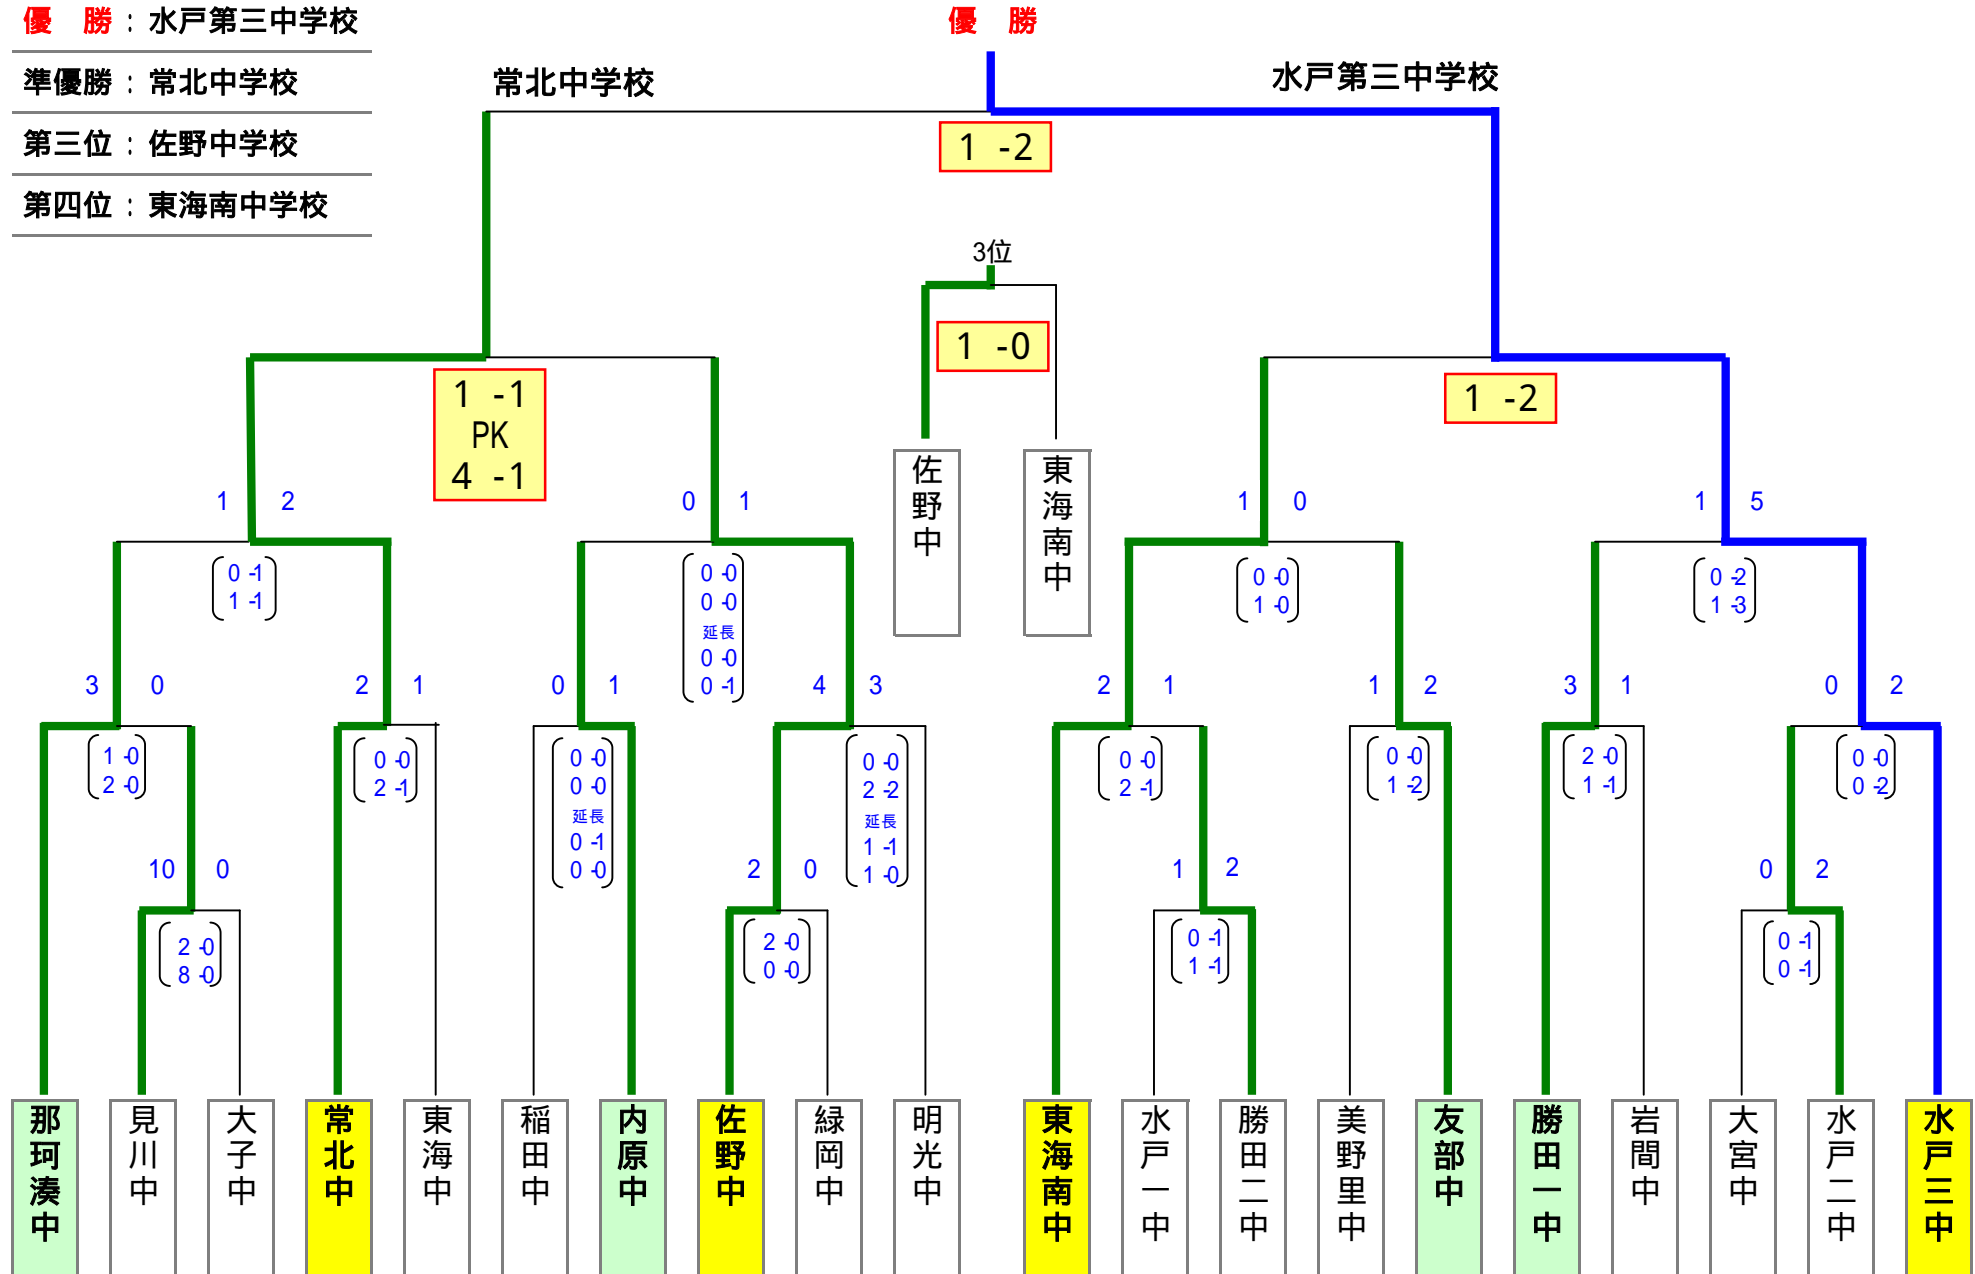 優　勝：水戸第三中学校
準優勝：常北中学校
第三位：佐野中学校
第四位：東海南中学校
優　勝
常北中学校
水戸第三中学校
1 -2
3位
1 -0
1 -1
PK
4 -1
1 -2
佐野中
東海南中
1 2
0 1
1 0
1 5
0 -1
1 -1
0 -0
0 -0
延長
0 -0
0 -1
0 -0
1 -0
0 -2
1 -3
3 0
2 1
0 1
4 3
2 1
1 2
3 1
0 2
1 -0
2 -0
0 -0
2 -1
0 -0
0 -0
延長
0 -1
0 -0
0 -0
2 -2
延長
1 -1
1 -0
0 -0
2 -1
0 -0
1 -2
2 -0
1 -1
0 -0
0 -2
10 0
2 0
1 2
0 2
2 -0
8 -0
2 -0
0 -0
0 -1
1 -1
0 -1
0 -1
那珂湊中
見川中
大子中
常北中
東海中
稲田中
内原中
佐野中
緑岡中
明光中
東海南中
水戸一中
勝田二中
美野里中
友部中
勝田一中
岩間中
大宮中
水戸二中
水戸三中